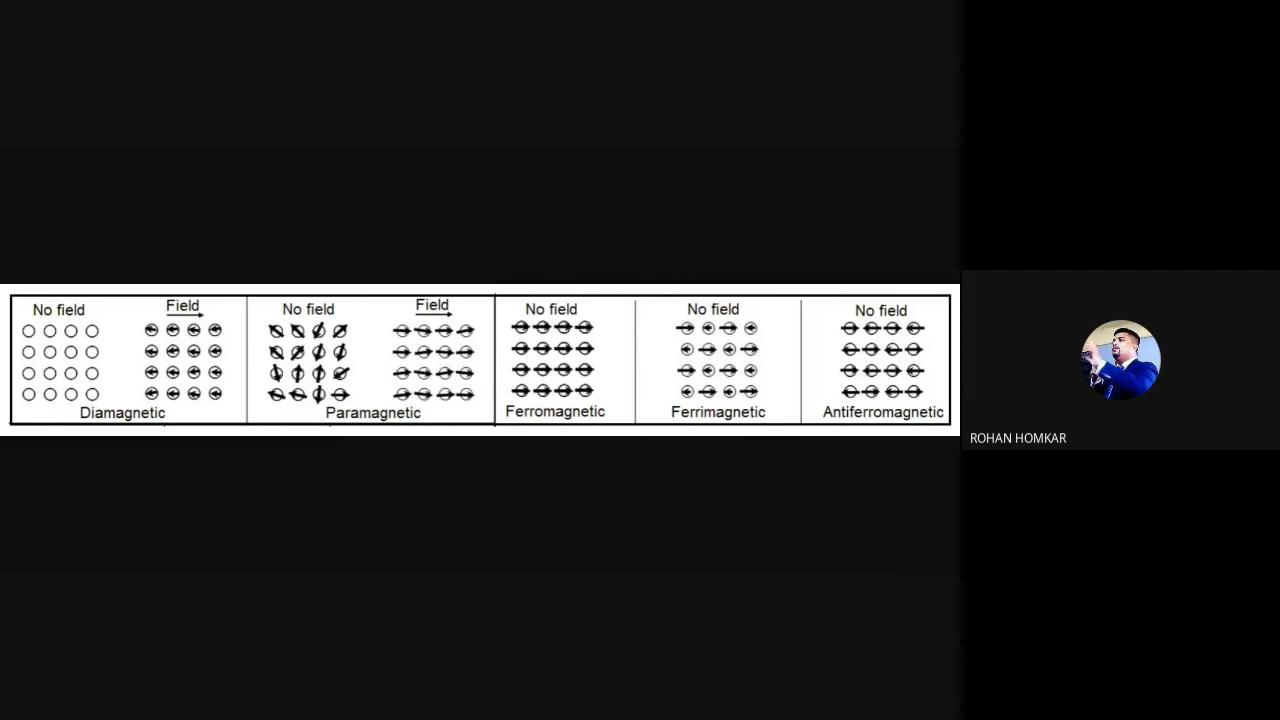 No field
Field
Diamagnetic
No field
Field
Paramagnetic
No field
Ferromagnetic
No field
Ferrimagnetic
No field
Antiferromagnetic
ROHAN HOMKAR